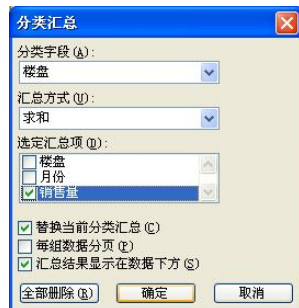 分类汇总
分类字段(A):
楼盘
汇总方式(U):
求和
选定汇总项(D):
楼盘
月份
销售量
替换当前分类汇总(C)
每组数据分页(P)
汇总结果显示在数据下方(S)
全部删除(R) 确定 取消